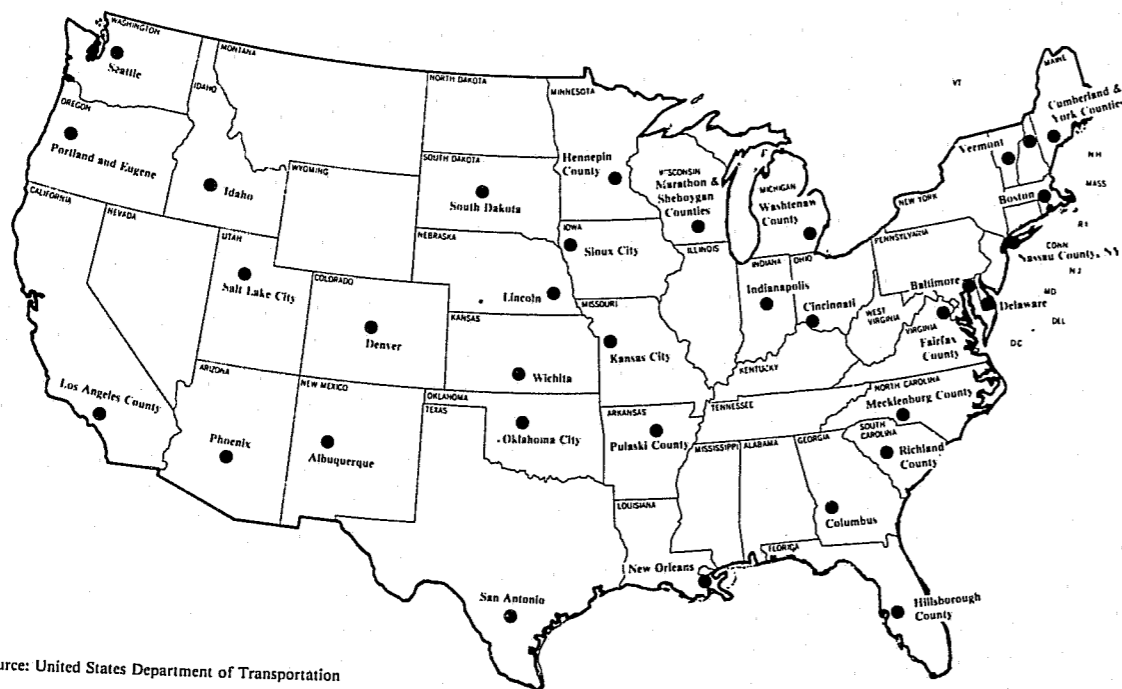 WASHINGTON
Seattle
MONTANA
NORTH DAKOTA
MINNESOTA
MAINE
VT
IDAHO
OREGON
Portland and Eugene
Idaho
WYOMING
SOUTH DAKOTA
South Dakota
Hennepin
County
WISCONSIN
Marathon &
Sheboygan
Counties
MICHIGAN
Washtenaw
County
Cumberland &
York Counties
Vermont
NH
MASS
NEW YORK
Boston
RI
CONN
Nassau County, NY
NJ
CALIFORNIA
NEVADA
UTAH
Salt Lake City
COLORADO
Denver
NEBRASKA
Lincoln
IOWA
Sioux City
ILLINOIS
INDIANA
Indianapolis
OHIO
Cincinnati
PENNSYLVANIA
Baltimore
MD
Delaware
DEL
DC
WEST
VIRGINIA
VIRGINIA
Fairfax
County
KANSAS
Wichita
MISSOURI
Kansas City
KENTUCKY
Los Angeles County
ARIZONA
Phoenix
NEW MEXICO
Albuquerque
OKLAHOMA
TEXAS
Oklahoma City
ARKANSAS
Pulaski County
TENNESSEE
NORTH CAROLINA
Mecklenburg County
SOUTH
CAROLINA
Richland
County
MISSISSIPPI
ALABAMA
GEORGIA
Columbus
LOUISIANA
New Orleans
FLORIDA
Hillsborough
County
San Antonio
urce: United States Department of Transportation